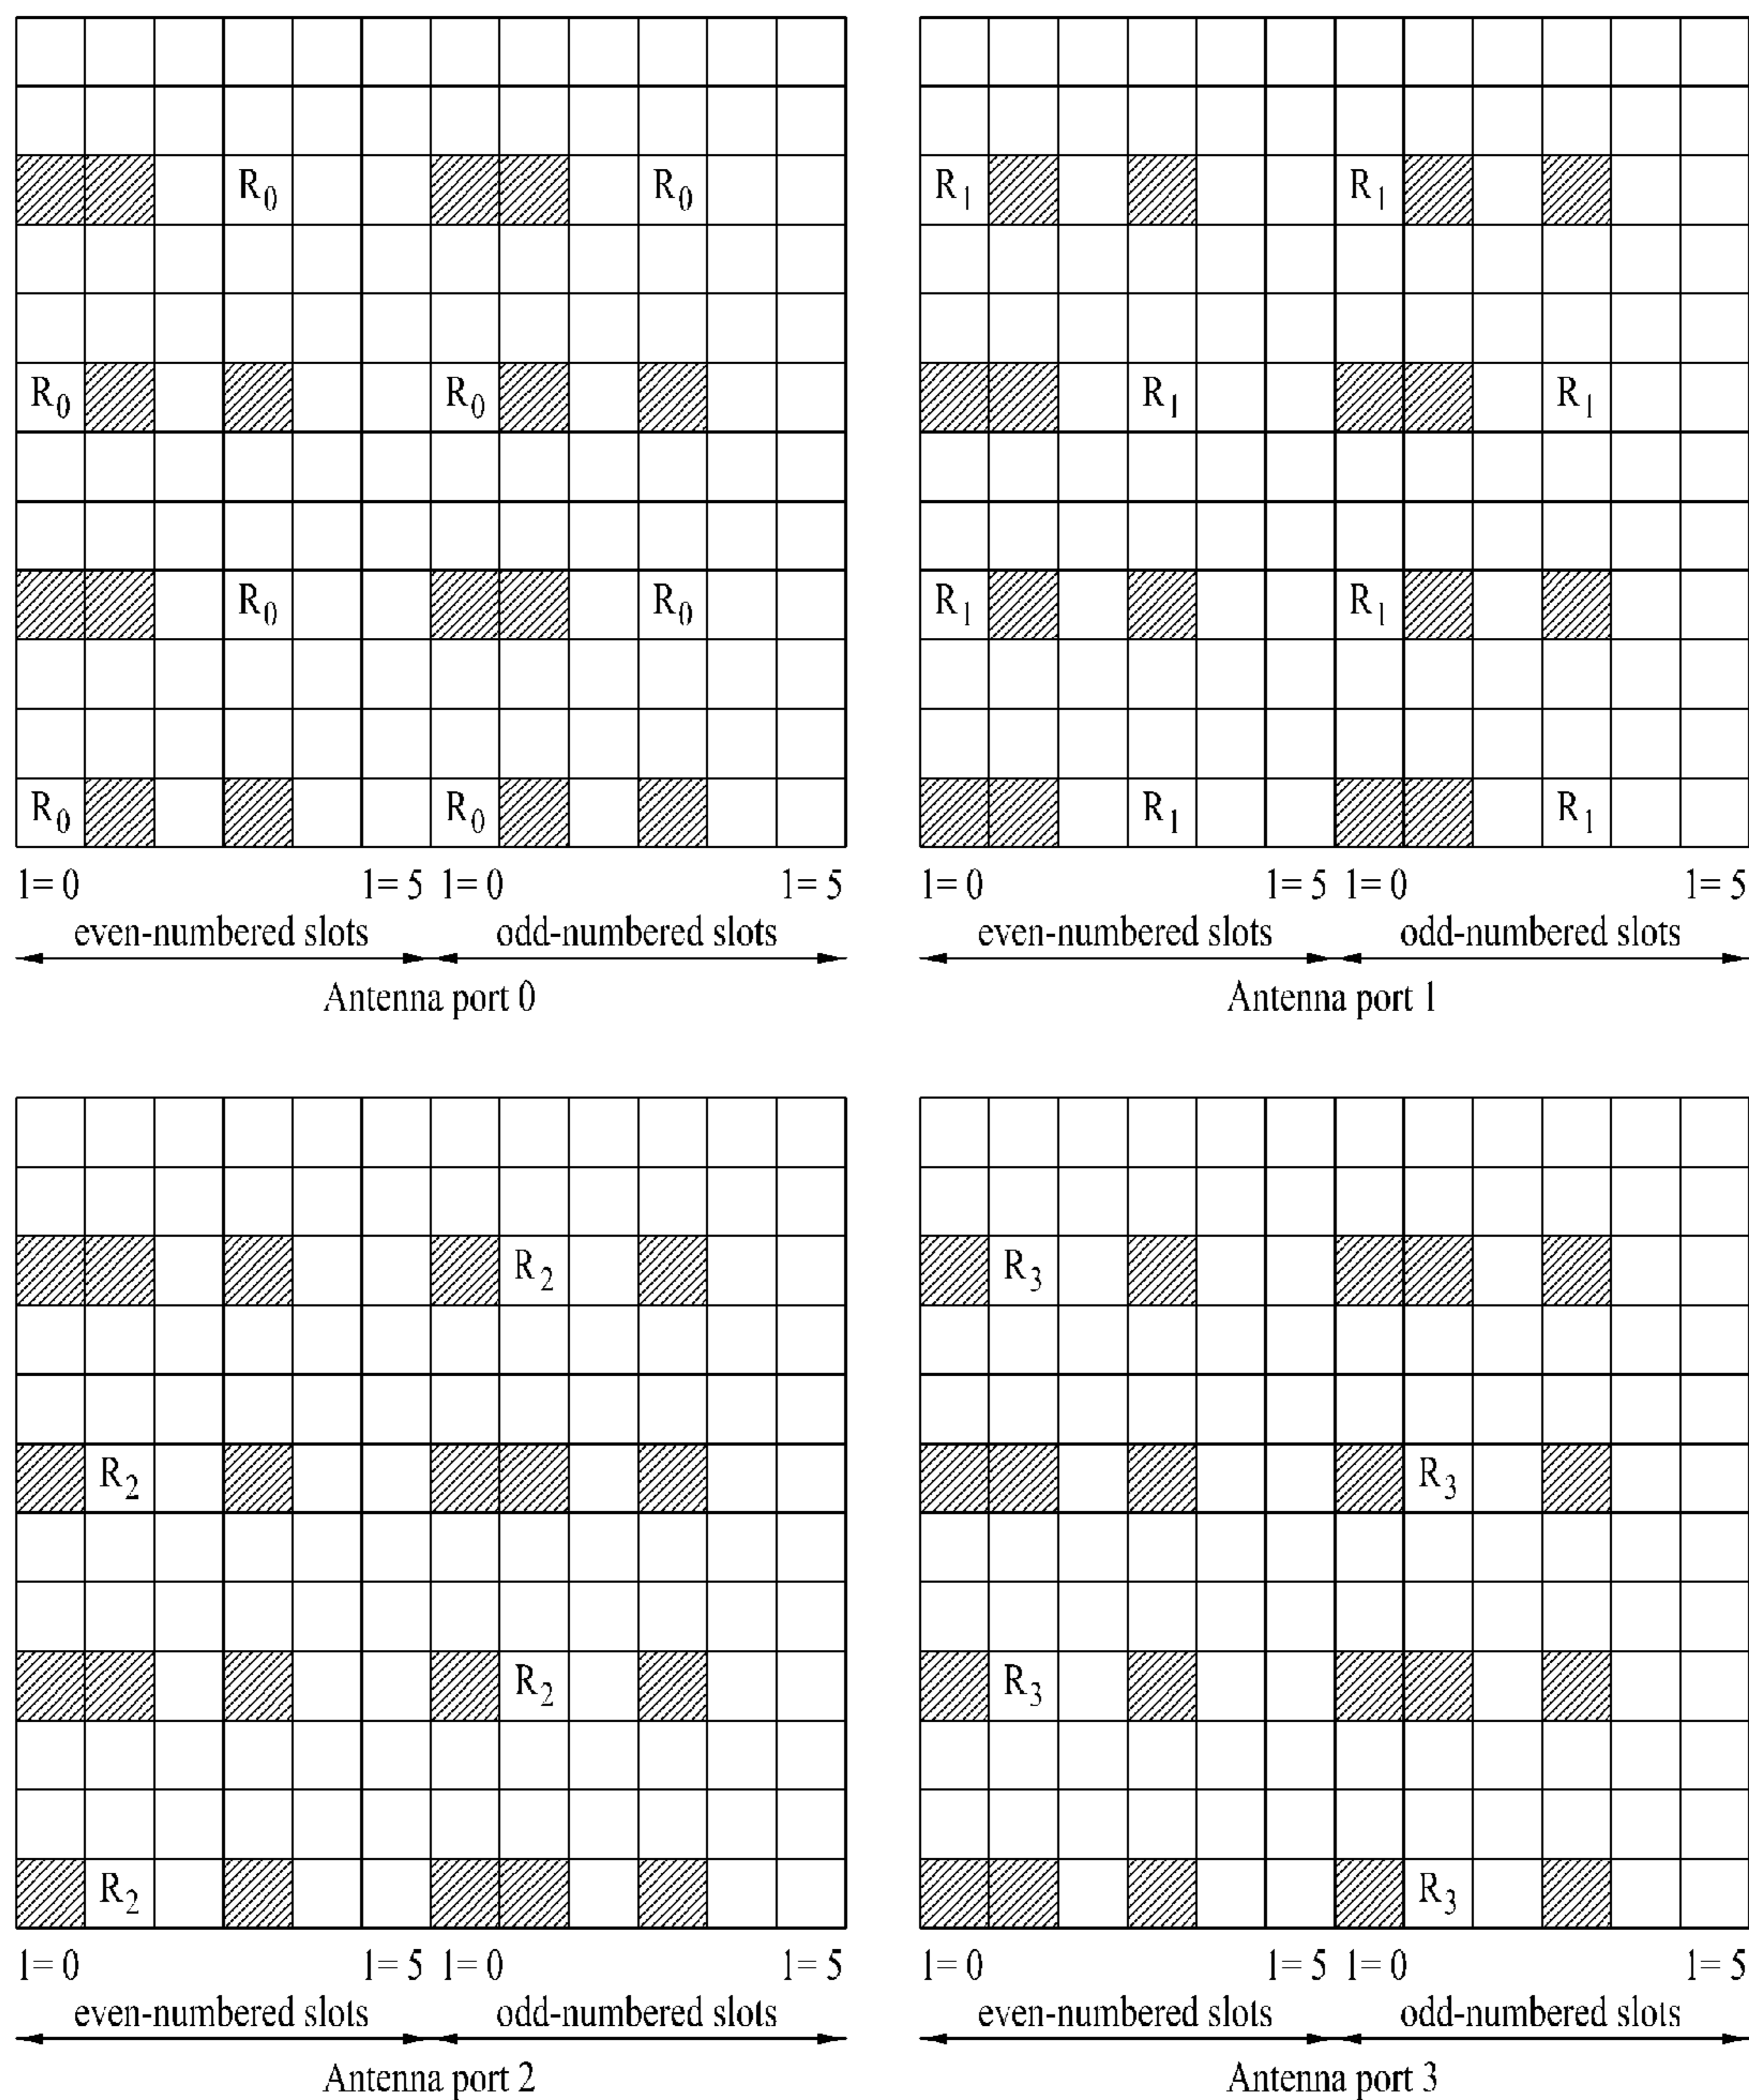 R0 R0 R1 R1
R0 R0 R1 R1
R0 R0 R1 R1
R0 R0 R1 R1
l= 0 l= 5 l= 0 l= 5 l= 0 l= 5 l= 0 l= 5
even-numbered slots odd-numbered slots even-numbered slots odd-numbered slots
Antenna port 0 Antenna port 1
R2 R3
R2 R3
R2 R3
R2 R3
l= 0 l= 5 l= 0 l= 5 l= 0 l= 5 l= 0 l= 5
even-numbered slots odd-numbered slots even-numbered slots odd-numbered slots
Antenna port 2 Antenna port 3